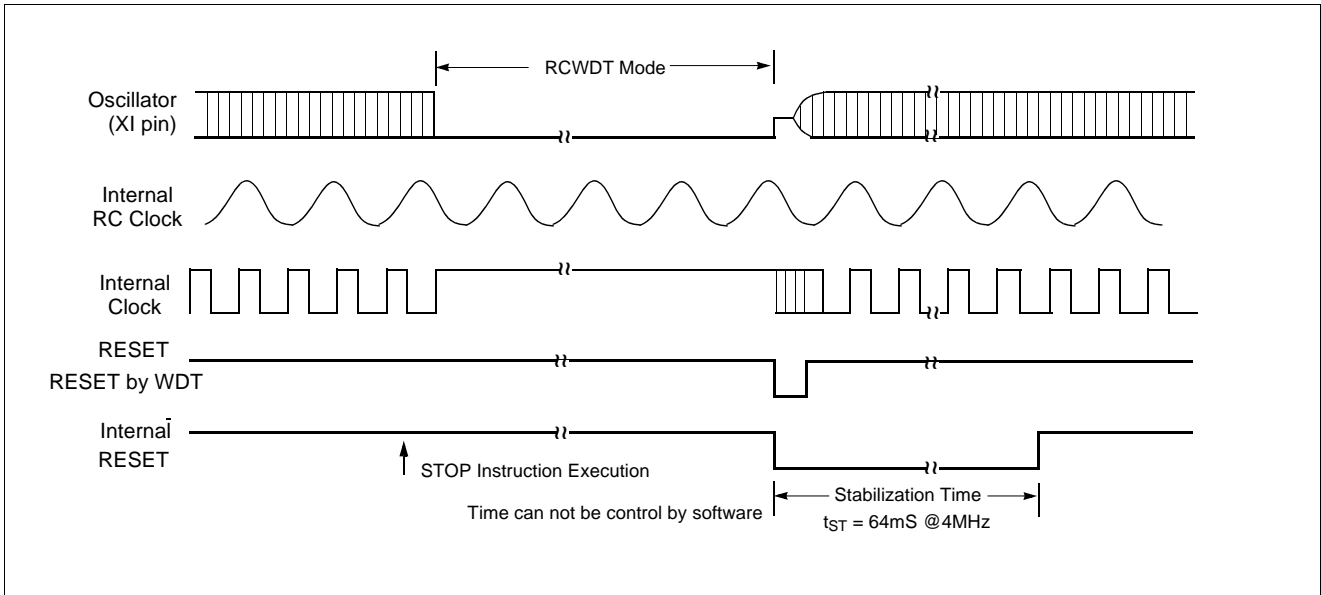 RCWDT Mode
Oscillator
(XI pin)
Internal
RC Clock
Internal
Clock
RESET
RESET by WDT
Internal
RESET
STOP Instruction Execution
Time can not be control by software
Stabilization Time
tST = 64mS @4MHz